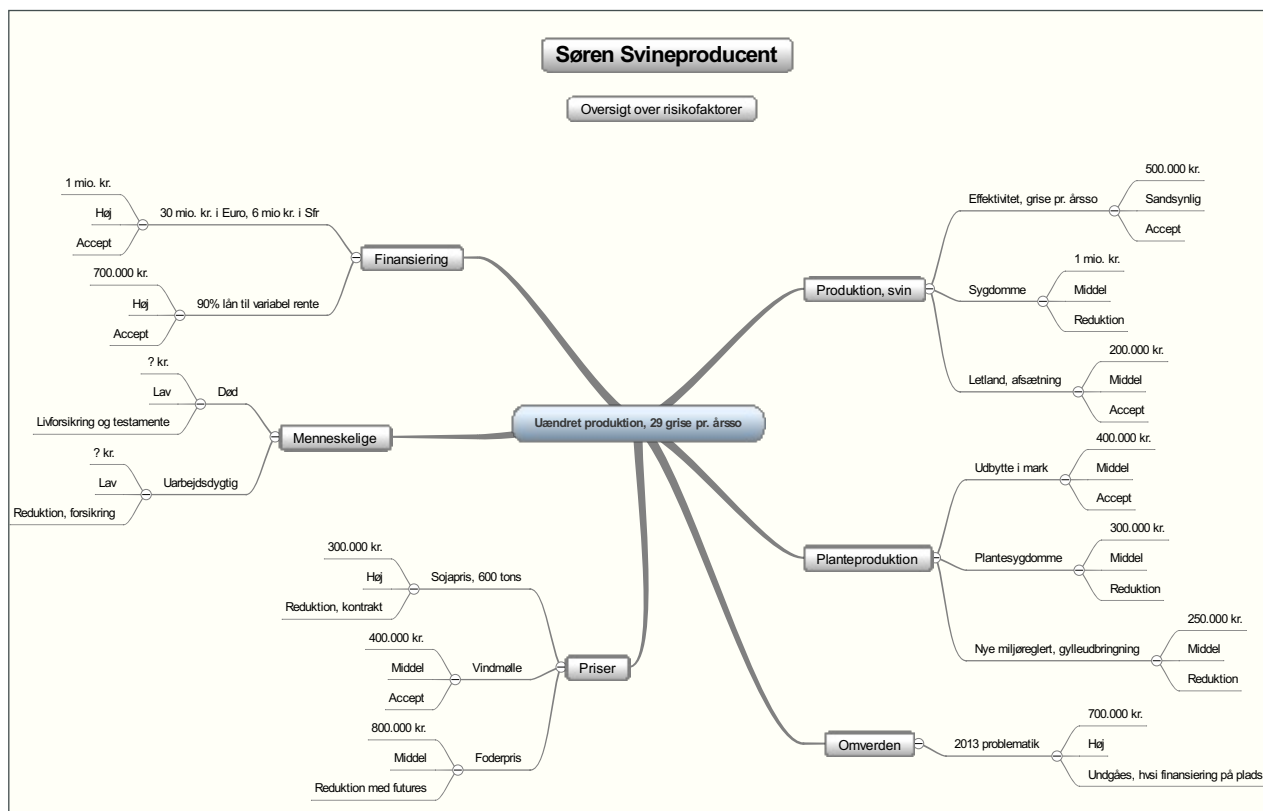 Søren Svineproducent
Oversigt over risikofaktorer
Uændret produktion, 29 grise pr. årsso
Finansiering
30 mio. kr. i Euro, 6 mio kr. i Sfr
1 mio. kr.
Høj
Accept
90% lån til variabel rente
700.000 kr.
Høj
Accept
Menneskelige
Død
? kr.
Lav
Livforsikring og testamente
Uarbejdsdygtig
? kr.
Lav
Reduktion, forsikring
Priser
Sojapris, 600 tons
300.000 kr.
Høj
Reduktion, kontrakt
Vindmølle
400.000 kr.
Middel
Accept
Foderpris
800.000 kr.
Middel
Reduktion med futures
Produktion, svin
Effektivitet, grise pr. årsso
500.000 kr.
Sandsynlig
Accept
Sygdomme
1 mio. kr.
Middel
Reduktion
Letland, afsætning
200.000 kr.
Middel
Accept
Planteproduktion
Udbytte i mark
400.000 kr.
Middel
Accept
Plantesygdomme
300.000 kr.
Middel
Reduktion
Nye miljøreglert, gylleudbringning
250.000 kr.
Middel
Reduktion
Omverden
2013 problematik
700.000 kr.
Høj
Undgåes, hvsi finansiering på plads